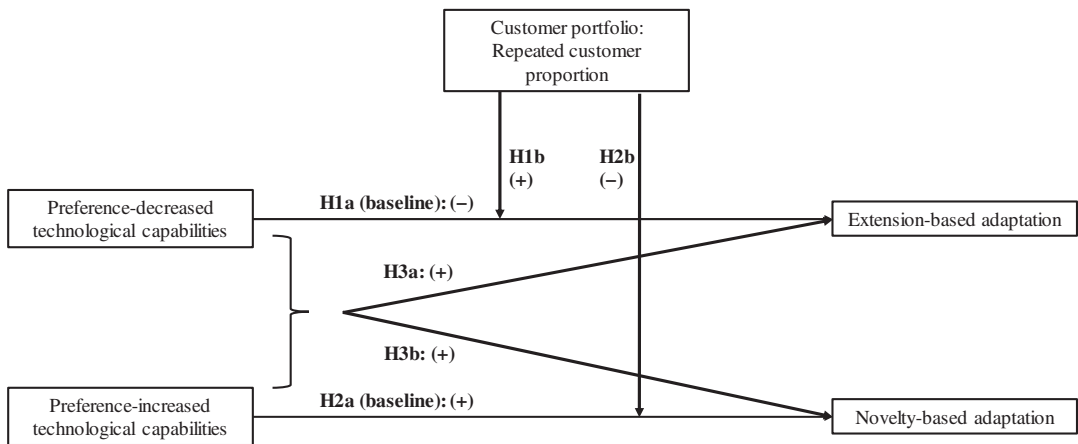 Customer portfolio:
Repeated customer
proportion
H1b
(+)
H2b
(−)
Preference-decreased
technological capabilities
H1a (baseline): (−)
Extension-based adaptation
H3a: (+)
H3b: (+)
Preference-increased
technological capabilities
H2a (baseline): (+)
Novelty-based adaptation